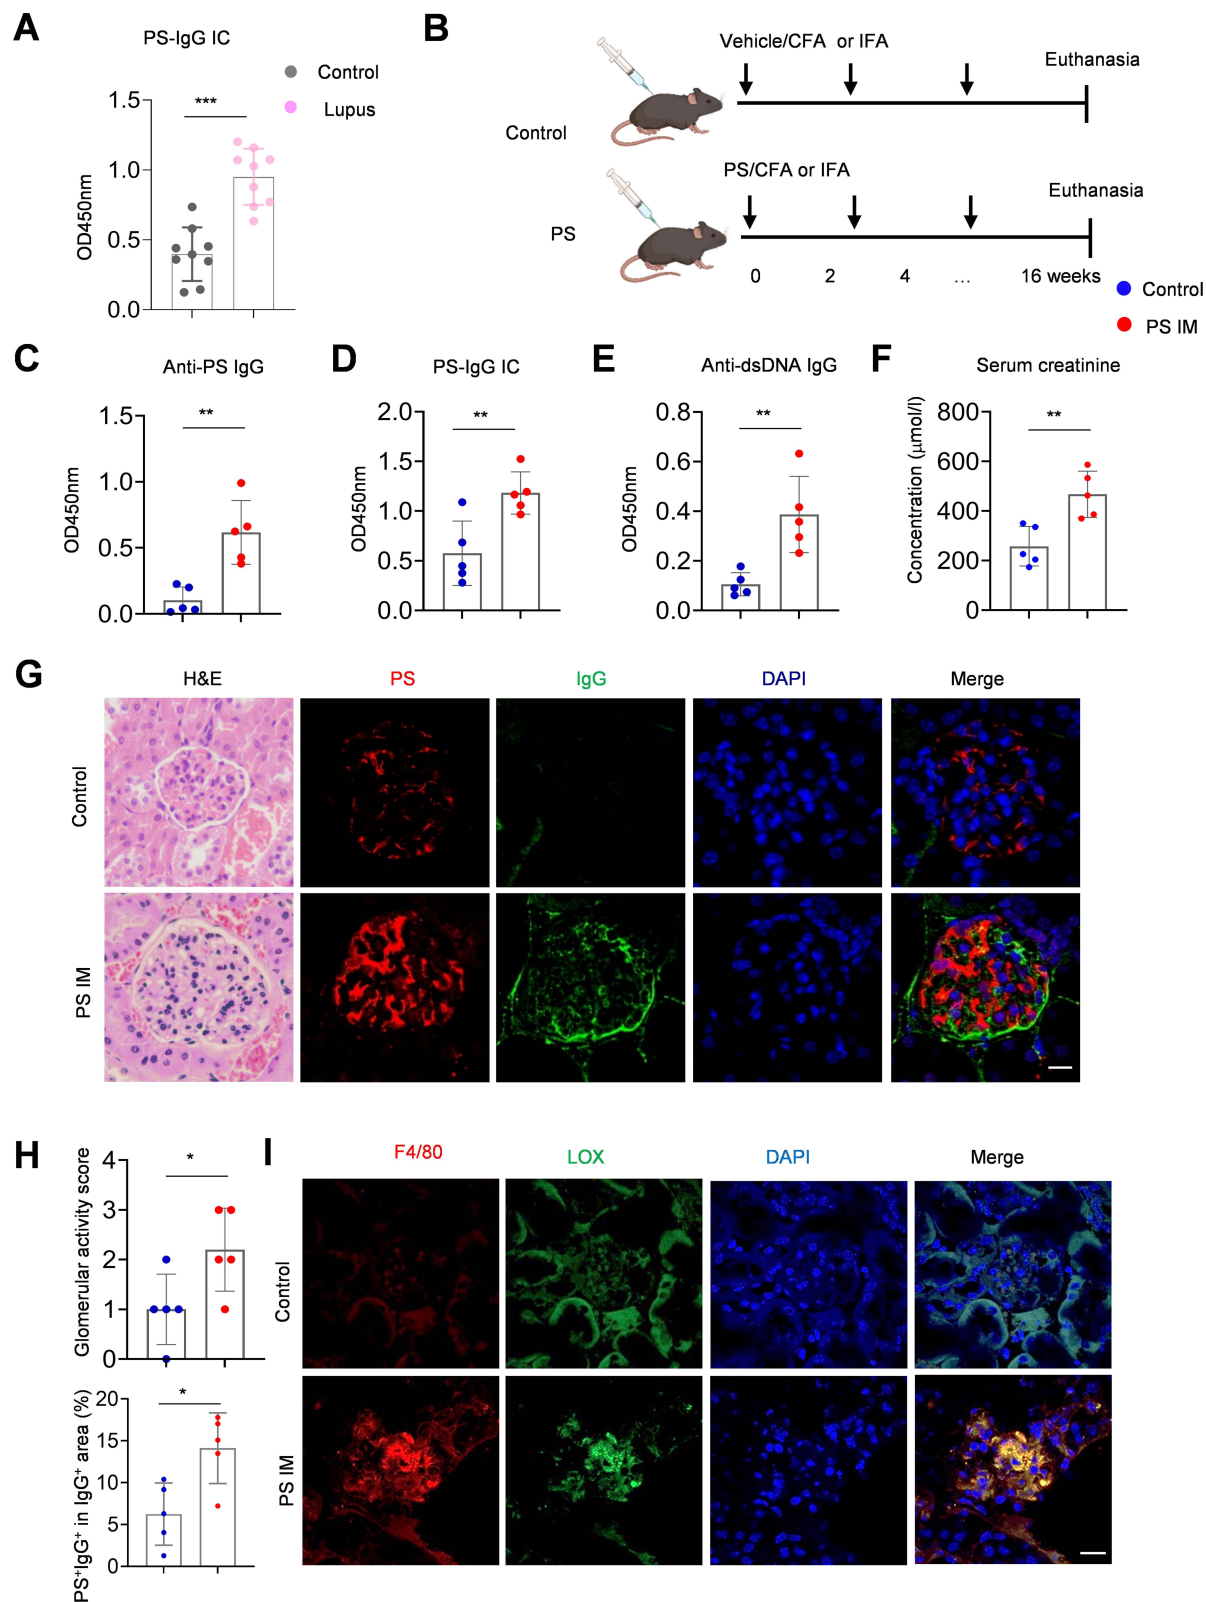 A
PS-IgG IC
Control
Lupus
1.5
1.0
0.5
0.0
OD450nm
***
B
Vehicle/CFA or IFA
Euthanasia
Control
PS/CFA or IFA
Euthanasia
PS
0 2 4 ... 16 weeks
Control
PS IM
C
Anti-PS IgG
**
1.5
1.0
0.5
0.0
OD450nm
D
PS-IgG IC
**
2.0
1.5
1.0
0.5
0.0
OD450nm
E
Anti-dsDNA IgG
**
0.8
0.6
0.4
0.2
0.0
OD450nm
F
Serum creatinine
**
800
600
400
200
0
Concentration (μmol/l)
G
H&E PS IgG DAPI Merge
Control
PS IM
H
*
4
3
2
1
0
Glomerular activity score
*
20
15
10
5
0
PS⁺IgG⁺ in IgG⁺ area (%)
I
F4/80 LOX DAPI Merge
Control
PS IM